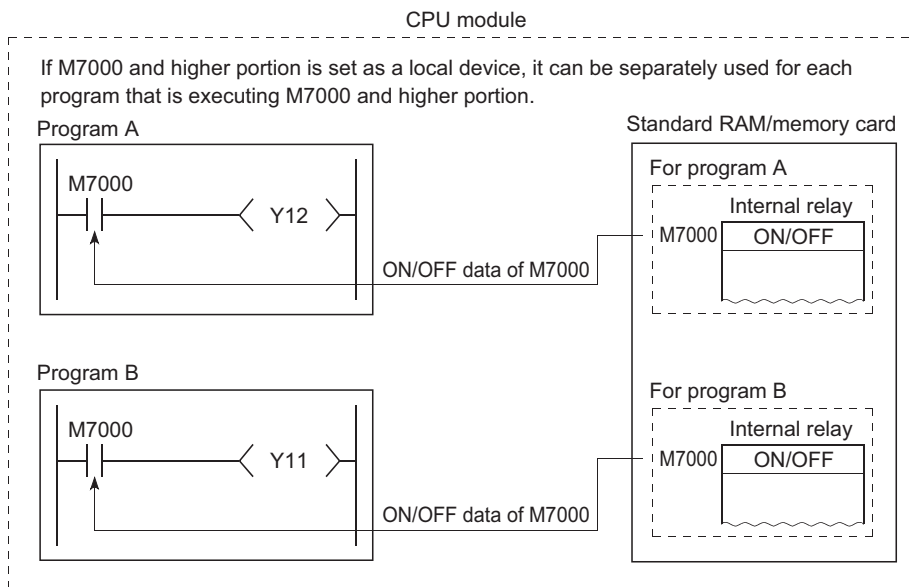 CPU module
If M7000 and higher portion is set as a local device, it can be separately used for each
program that is executing M7000 and higher portion.
Program A
Standard RAM/memory card
M7000
Y12
ON/OFF data of M7000
For program A
Internal relay
M7000
ON/OFF
Program B
M7000
Y11
ON/OFF data of M7000
For program B
Internal relay
M7000
ON/OFF